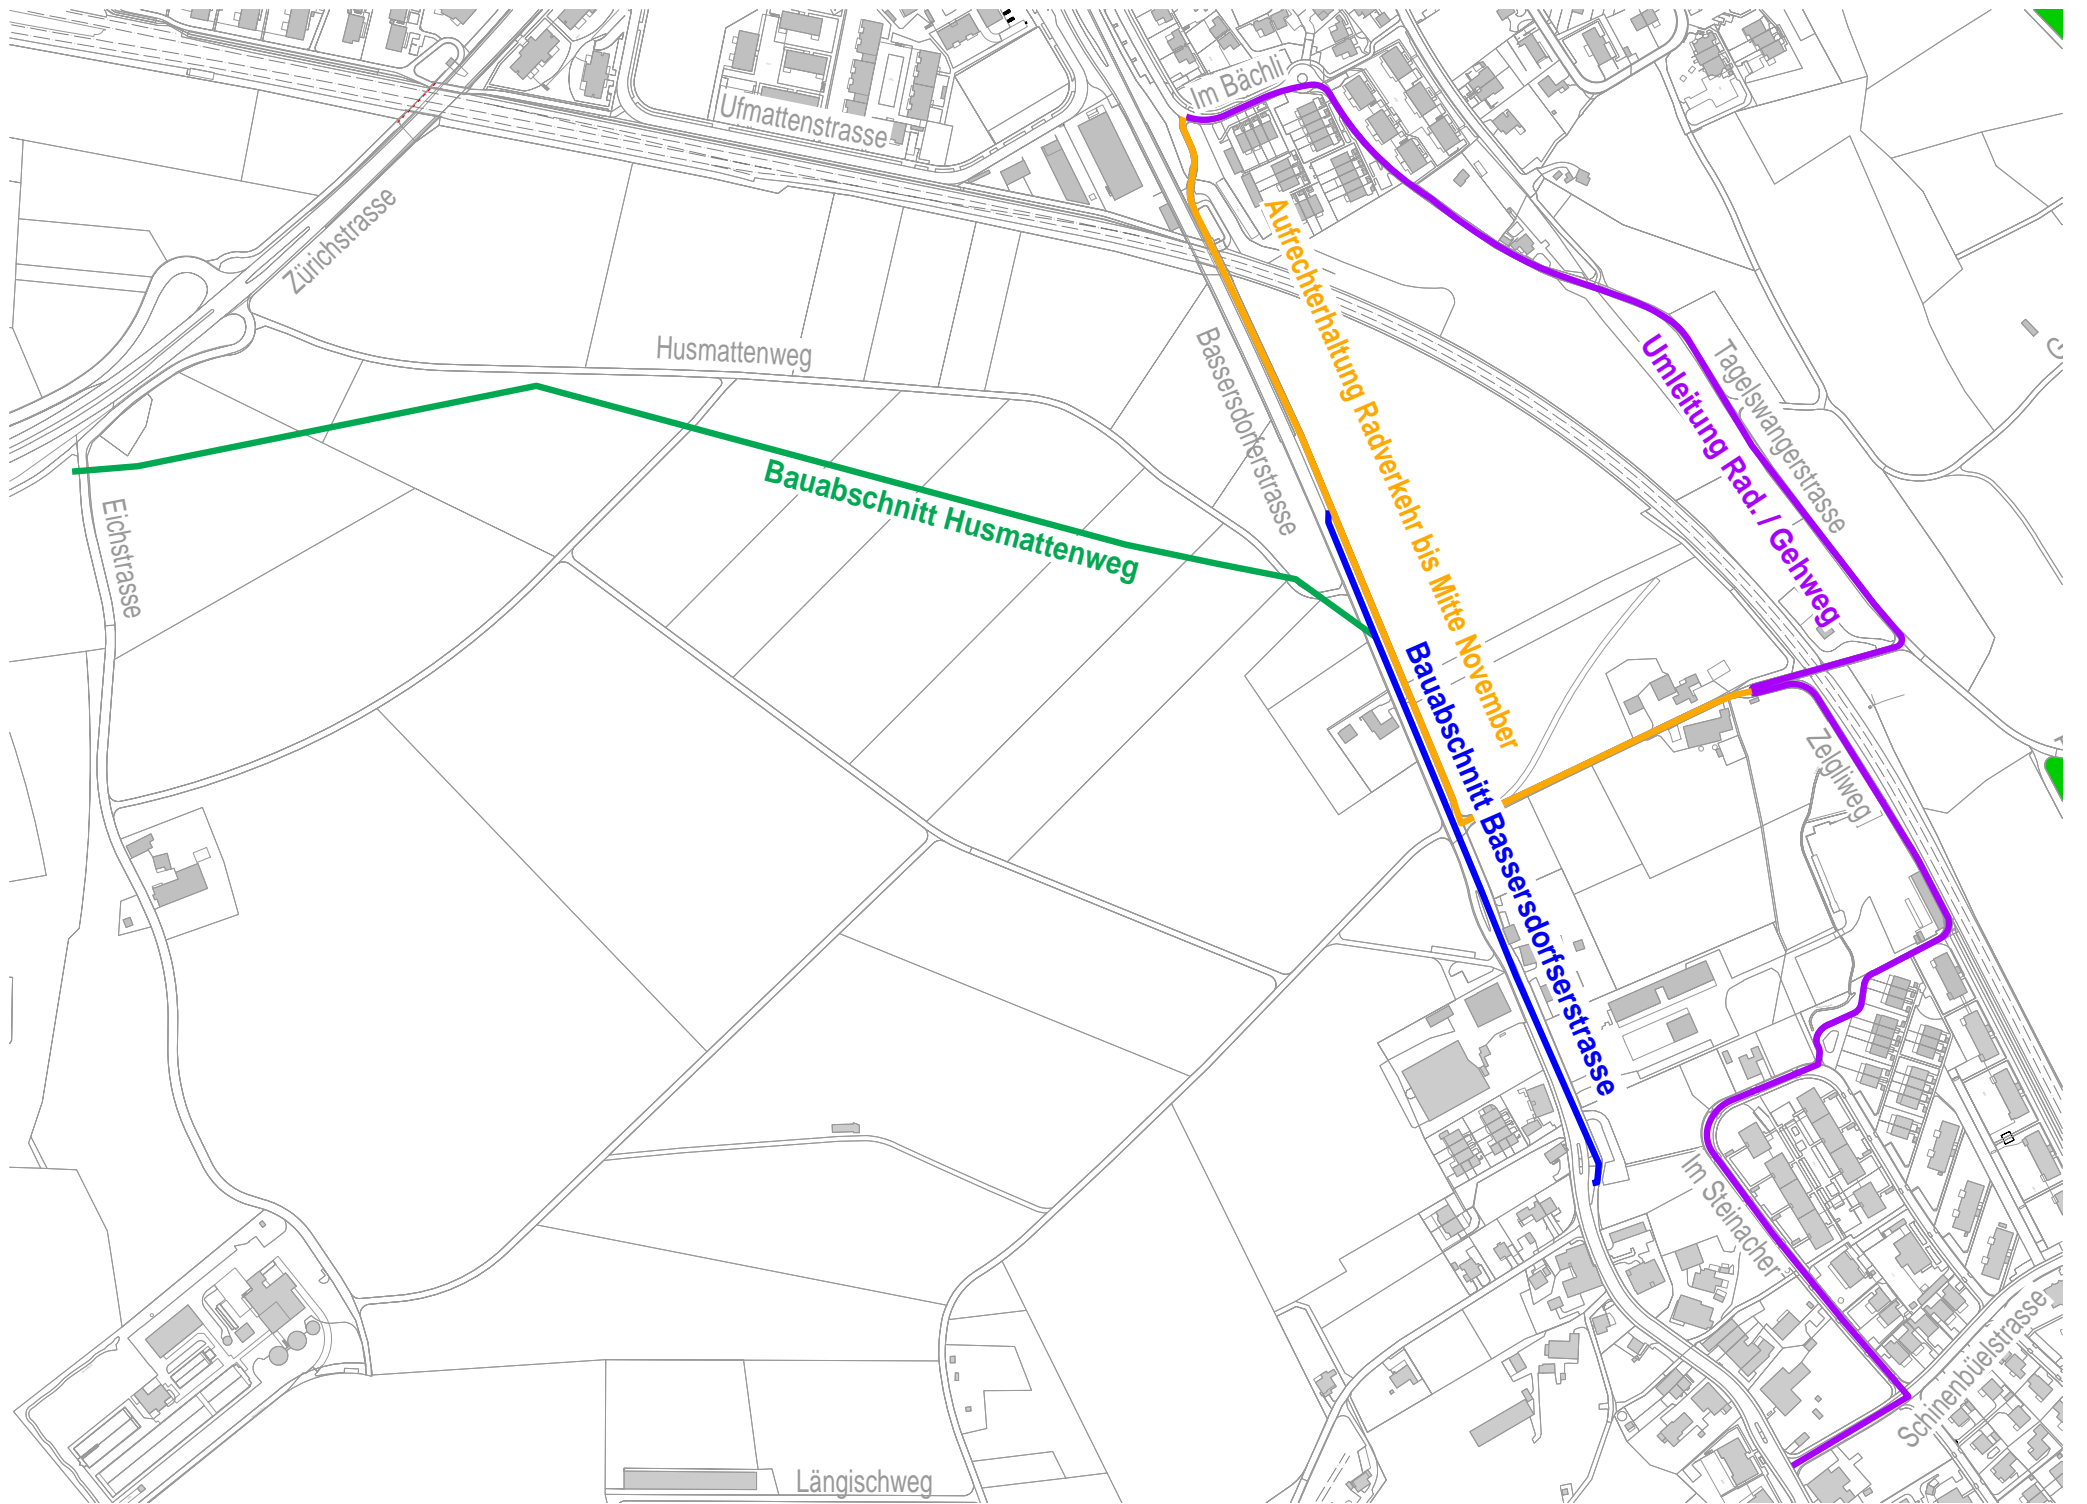 Im Bächli
Ufmattenstrasse
Zürichstrasse
Aufrechterhaltung Radverkehr bis Mitte November
Husmattenweg
Bassersdorferstrasse
Umleitung Rad. / Gehweg
Tagelswangerstrasse
Bauabschnitt Husmattenweg
Eichstrasse
Bauabschnitt Bassersdorfserstrasse
Zelgliweg
Im Steinacher
Schinenbüelstrasse
Längischweg